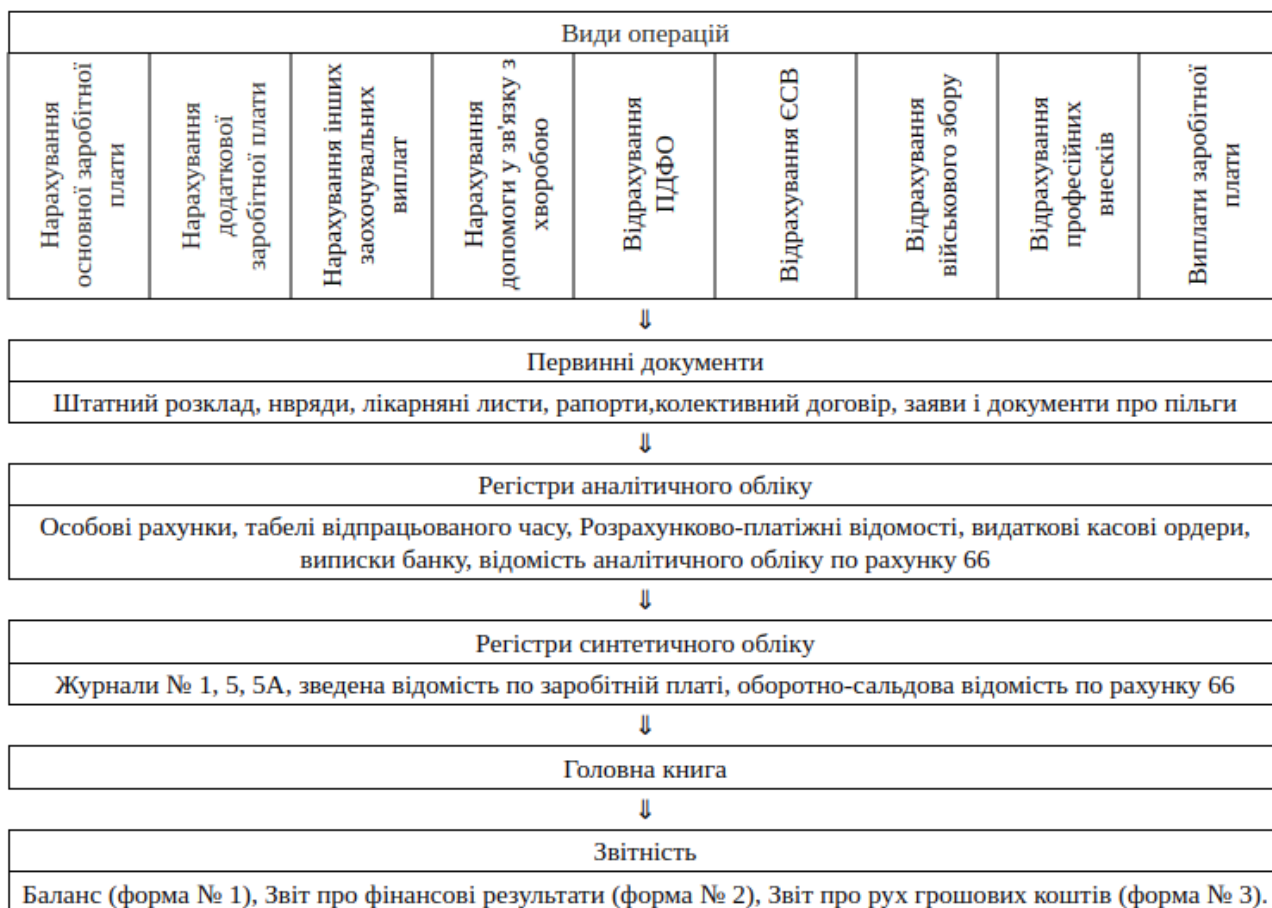 Види операцій
Нарахування
основної заробітної
плати
Нарахування
додаткової
заробітної плати
Нарахування інших
заохочувальних
виплат
Нарахування
допомоги у зв'язку з
хворобою
Відрахування
ПДФО
Відрахування ЄСВ
Відрахування
військового збору
Відрахування
професійних
внесків
Виплати заробітної
плати
⇓
Первинні документи
Штатний розклад, нвряди, лікарняні листи, рапорти,колективний договір, заяви і документи про пільги
⇓
Регістри аналітичного обліку
Особові рахунки, табелі відпрацьованого часу, Розрахунково-платіжні відомості, видаткові касові ордери,
виписки банку, відомість аналітичного обліку по рахунку 66
⇓
Регістри синтетичного обліку
Журнали № 1, 5, 5А, зведена відомість по заробітній платі, оборотно-сальдова відомість по рахунку 66
⇓
Головна книга
⇓
Звітність
Баланс (форма № 1), Звіт про фінансові результати (форма № 2), Звіт про рух грошових коштів (форма № 3).